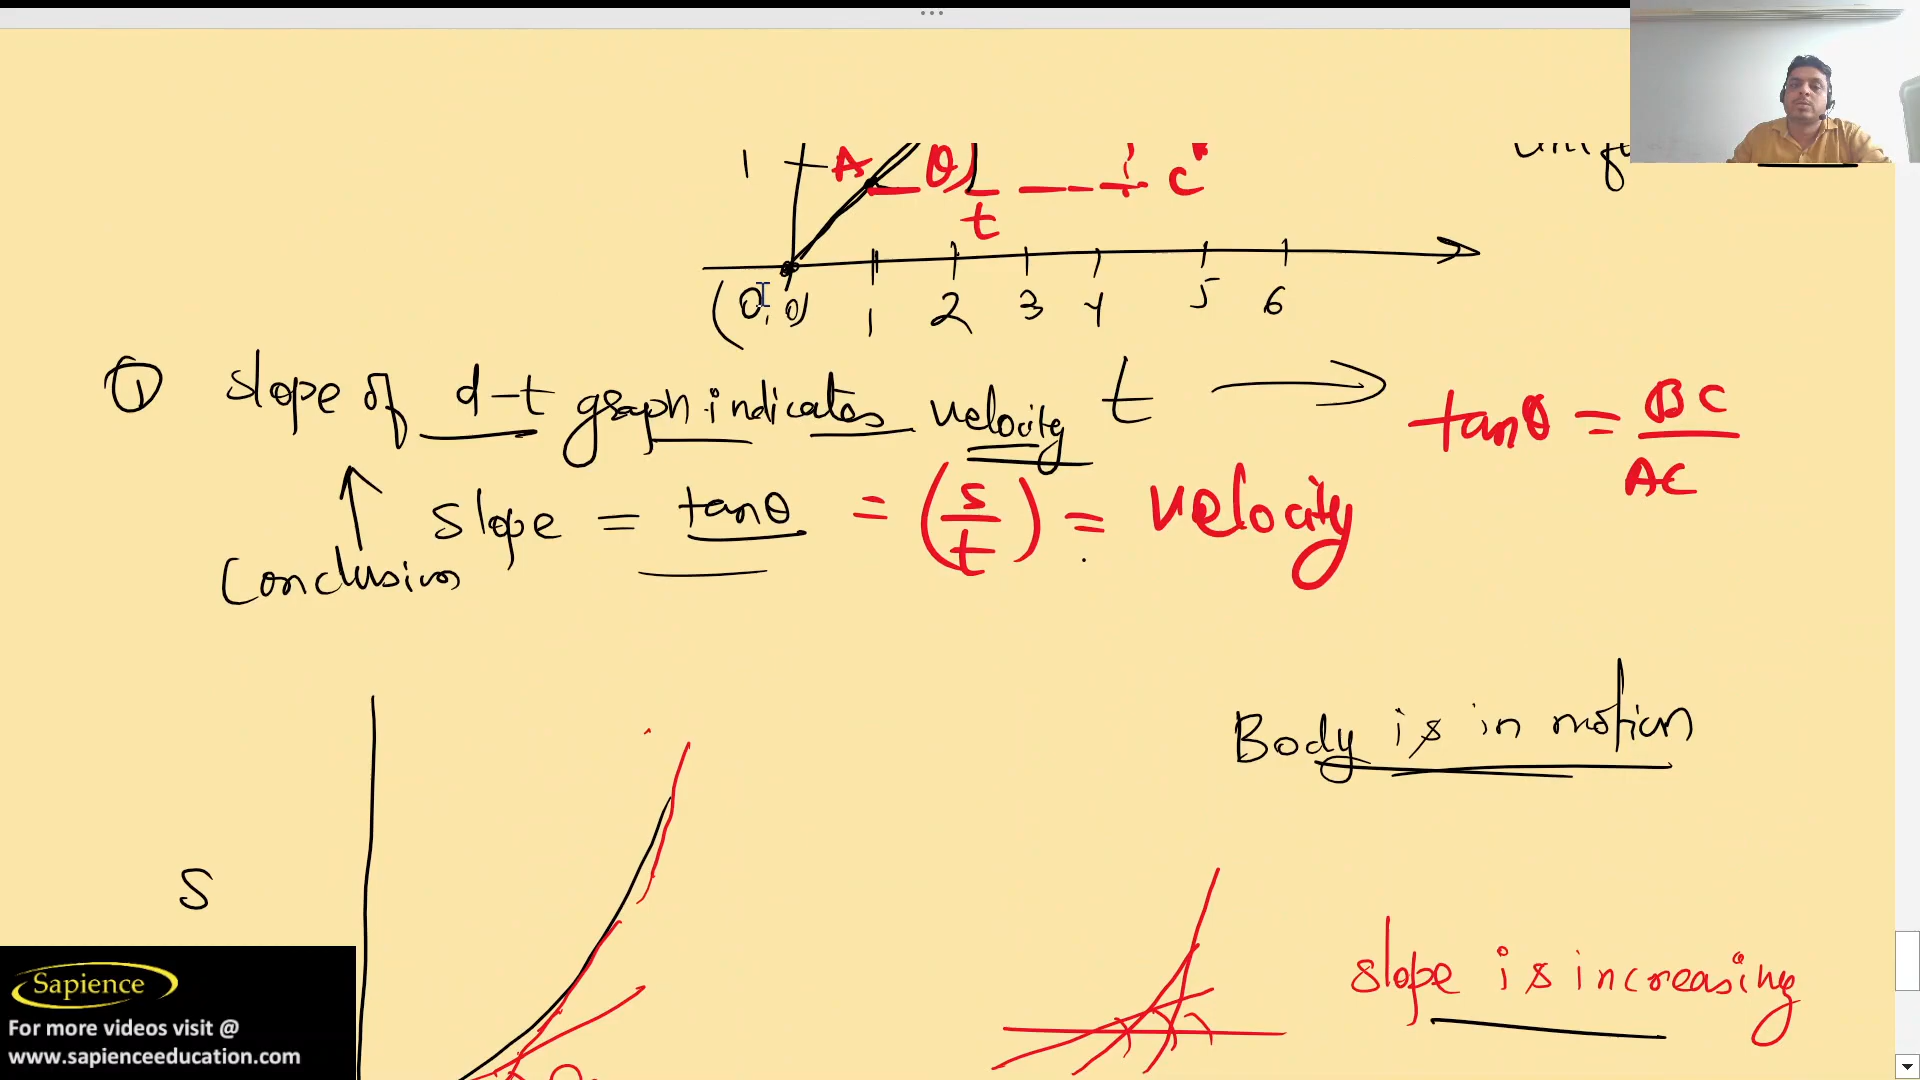 1 A θ C
t
(0, 0) 1 2 3 4 5 6
① slope of d-t graph indicates velocity t
tanθ = BC / AC
slope = tanθ = (s/t) = velocity
Conclusion
Body is in motion
S
slope is increasing
Sapience
For more videos visit @
www.sapienceeducation.com